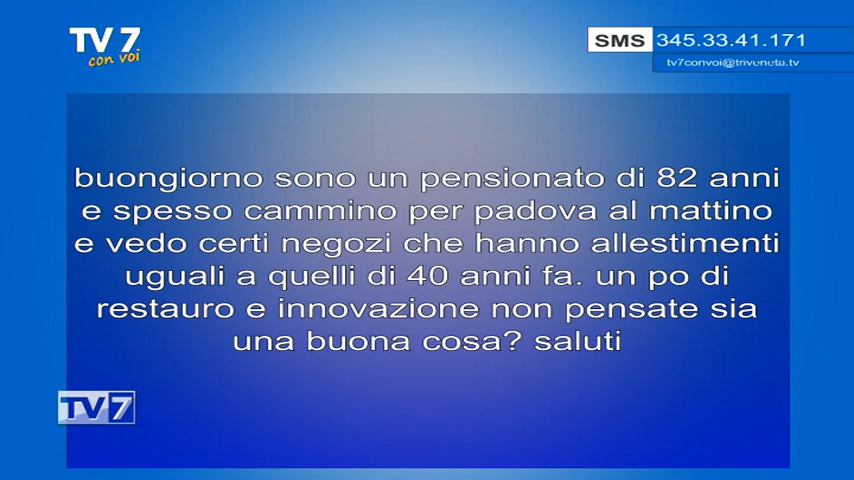 TV 7
con voi
SMS 345.33.41.171
tv7convoi@triveneta.tv
buongiorno sono un pensionato di 82 anni
e spesso cammino per padova al mattino
e vedo certi negozi che hanno allestimenti
uguali a quelli di 40 anni fa. un po di
restauro e innovazione non pensate sia
una buona cosa? saluti
TV7